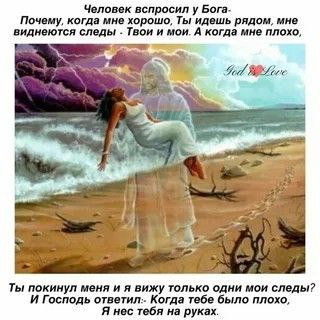 Человек вспросил у Бога-
Почему, когда мне хорошо, Ты идешь рядом, мне
виднеются следы - Твои и мои. А когда мне плохо,
God is Love
Ты покинул меня и я вижу только одни мои следы?
И Господь ответил:- Когда тебе было плохо,
Я нес тебя на руках.